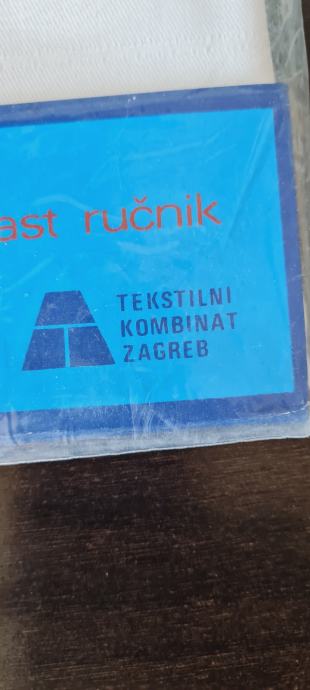 ast ručnik
TEKSTILNI
KOMBINAT
ZAGREB